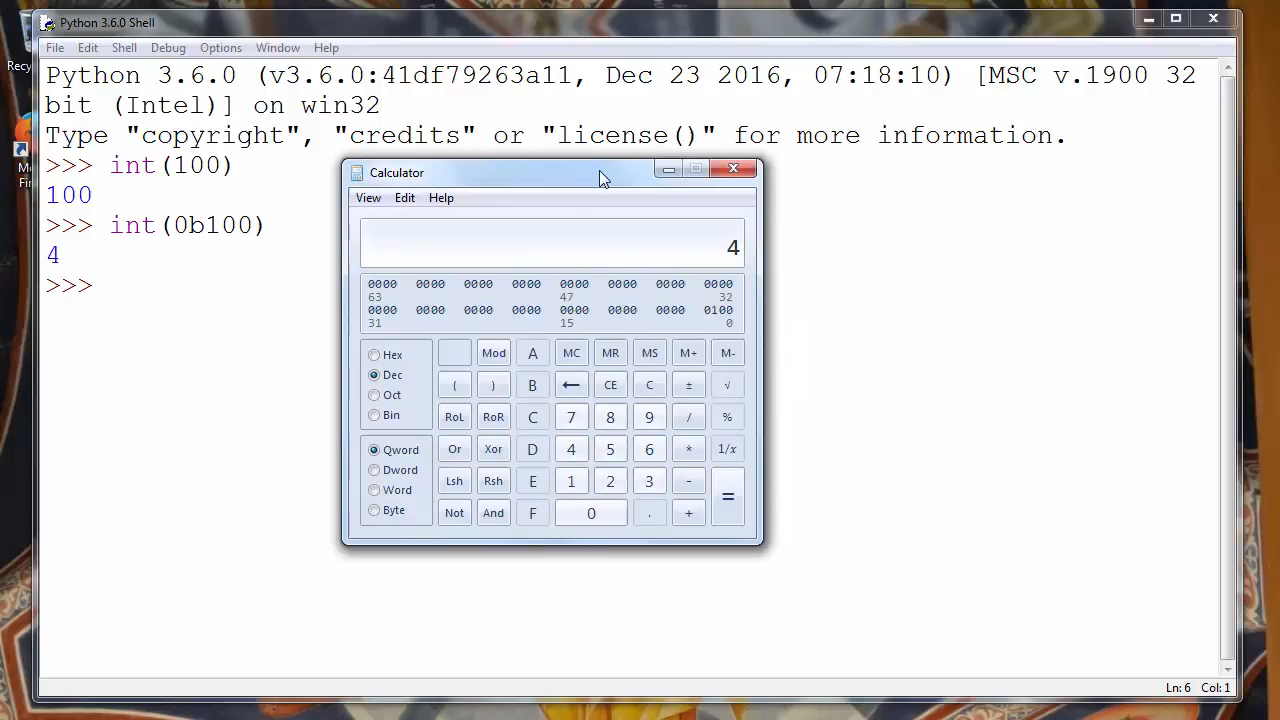 Python 3.6.0 Shell
File Edit Shell Debug Options Window Help
Python 3.6.0 (v3.6.0:41df79263a11, Dec 23 2016, 07:18:10) [MSC v.1900 32
bit (Intel)] on win32
Type "copyright", "credits" or "license()" for more information.
>>> int(100)
100
>>> int(0b100)
4
>>>
Calculator
View Edit Help
4
0000 0000 0000 0000 0000 0000 0000 0000
63 47 32
0000 0000 0000 0000 0000 0000 0000 0100
31 15 0
Hex
Dec
Oct
Bin
Qword
Dword
Word
Byte
Mod A MC MR MS M+ M-
( ) B ← CE C ± √
RoL RoR C 7 8 9 / %
Or Xor D 4 5 6 * 1/x
Lsh Rsh E 1 2 3 - =
Not And F 0 . +
Ln: 6 Col: 1